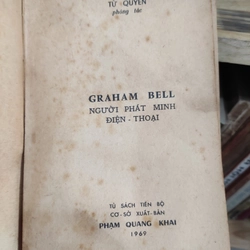 TỪ QUYÊN
phóng tác
GRAHAM BELL
NGƯỜI PHÁT MINH
ĐIỆN - THOẠI
TỦ SÁCH TIẾN BỘ
CƠ-SỞ XUẤT-BẢN
PHẠM QUANG KHAI
1969